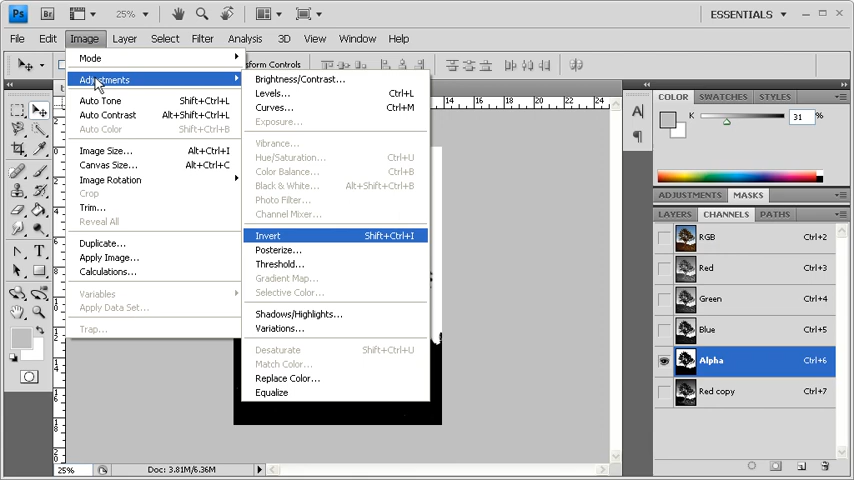 Ps Br 25% ESSENTIALS
File Edit Image Layer Select Filter Analysis 3D View Window Help
Mode
Adjustments
Auto Tone Shift+Ctrl+L
Auto Contrast Alt+Shift+Ctrl+L
Auto Color Shift+Ctrl+B
Image Size... Alt+Ctrl+I
Canvas Size... Alt+Ctrl+C
Image Rotation
Crop
Trim...
Reveal All
Duplicate...
Apply Image...
Calculations...
Variables
Apply Data Set...
Trap...
Transform Controls
Brightness/Contrast...
Levels... Ctrl+L
Curves... Ctrl+M
Exposure...
Vibrance...
Hue/Saturation... Ctrl+U
Color Balance... Ctrl+B
Black & White... Alt+Shift+Ctrl+B
Photo Filter...
Channel Mixer...
Invert Shift+Ctrl+I
Posterize...
Threshold...
Gradient Map...
Selective Color...
Shadows/Highlights...
Variations...
Desaturate Shift+Ctrl+U
Match Color...
Replace Color...
Equalize
14 16 18 20 22 24
COLOR SWATCHES STYLES
K 31 %
ADJUSTMENTS MASKS
LAYERS CHANNELS PATHS
RGB Ctrl+2
Red Ctrl+3
Green Ctrl+4
Blue Ctrl+5
Alpha Ctrl+6
Red copy Ctrl+7
25% Doc: 3.81M/6.36M